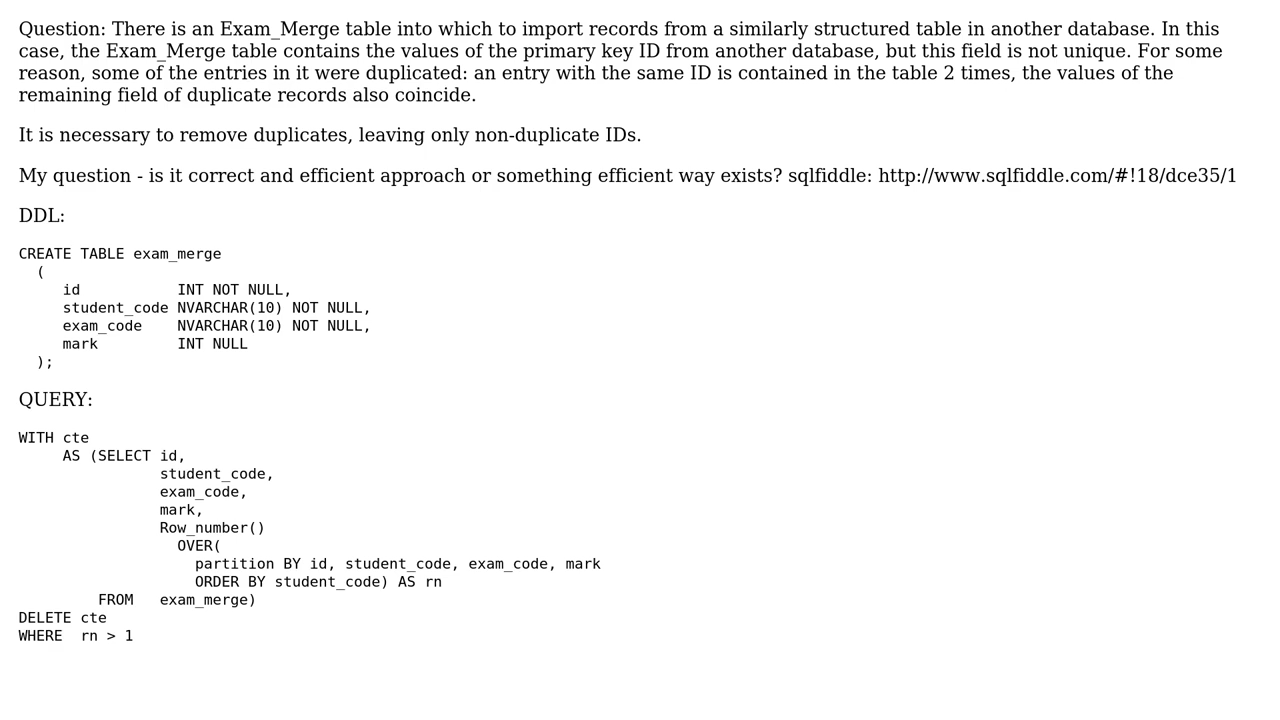 Question: There is an Exam_Merge table into which to import records from a similarly structured table in another database. In this
case, the Exam_Merge table contains the values of the primary key ID from another database, but this field is not unique. For some
reason, some of the entries in it were duplicated: an entry with the same ID is contained in the table 2 times, the values of the
remaining field of duplicate records also coincide.
It is necessary to remove duplicates, leaving only non-duplicate IDs.
My question - is it correct and efficient approach or something efficient way exists? sqlfiddle: http://www.sqlfiddle.com/#!18/dce35/1
DDL:
CREATE TABLE exam_merge
  (
     id           INT NOT NULL,
     student_code NVARCHAR(10) NOT NULL,
     exam_code    NVARCHAR(10) NOT NULL,
     mark         INT NULL
  );
QUERY:
WITH cte
     AS (SELECT id,
                student_code,
                exam_code,
                mark,
                Row_number()
                  OVER(
                    partition BY id, student_code, exam_code, mark
                    ORDER BY student_code) AS rn
         FROM   exam_merge)
DELETE cte
WHERE  rn > 1